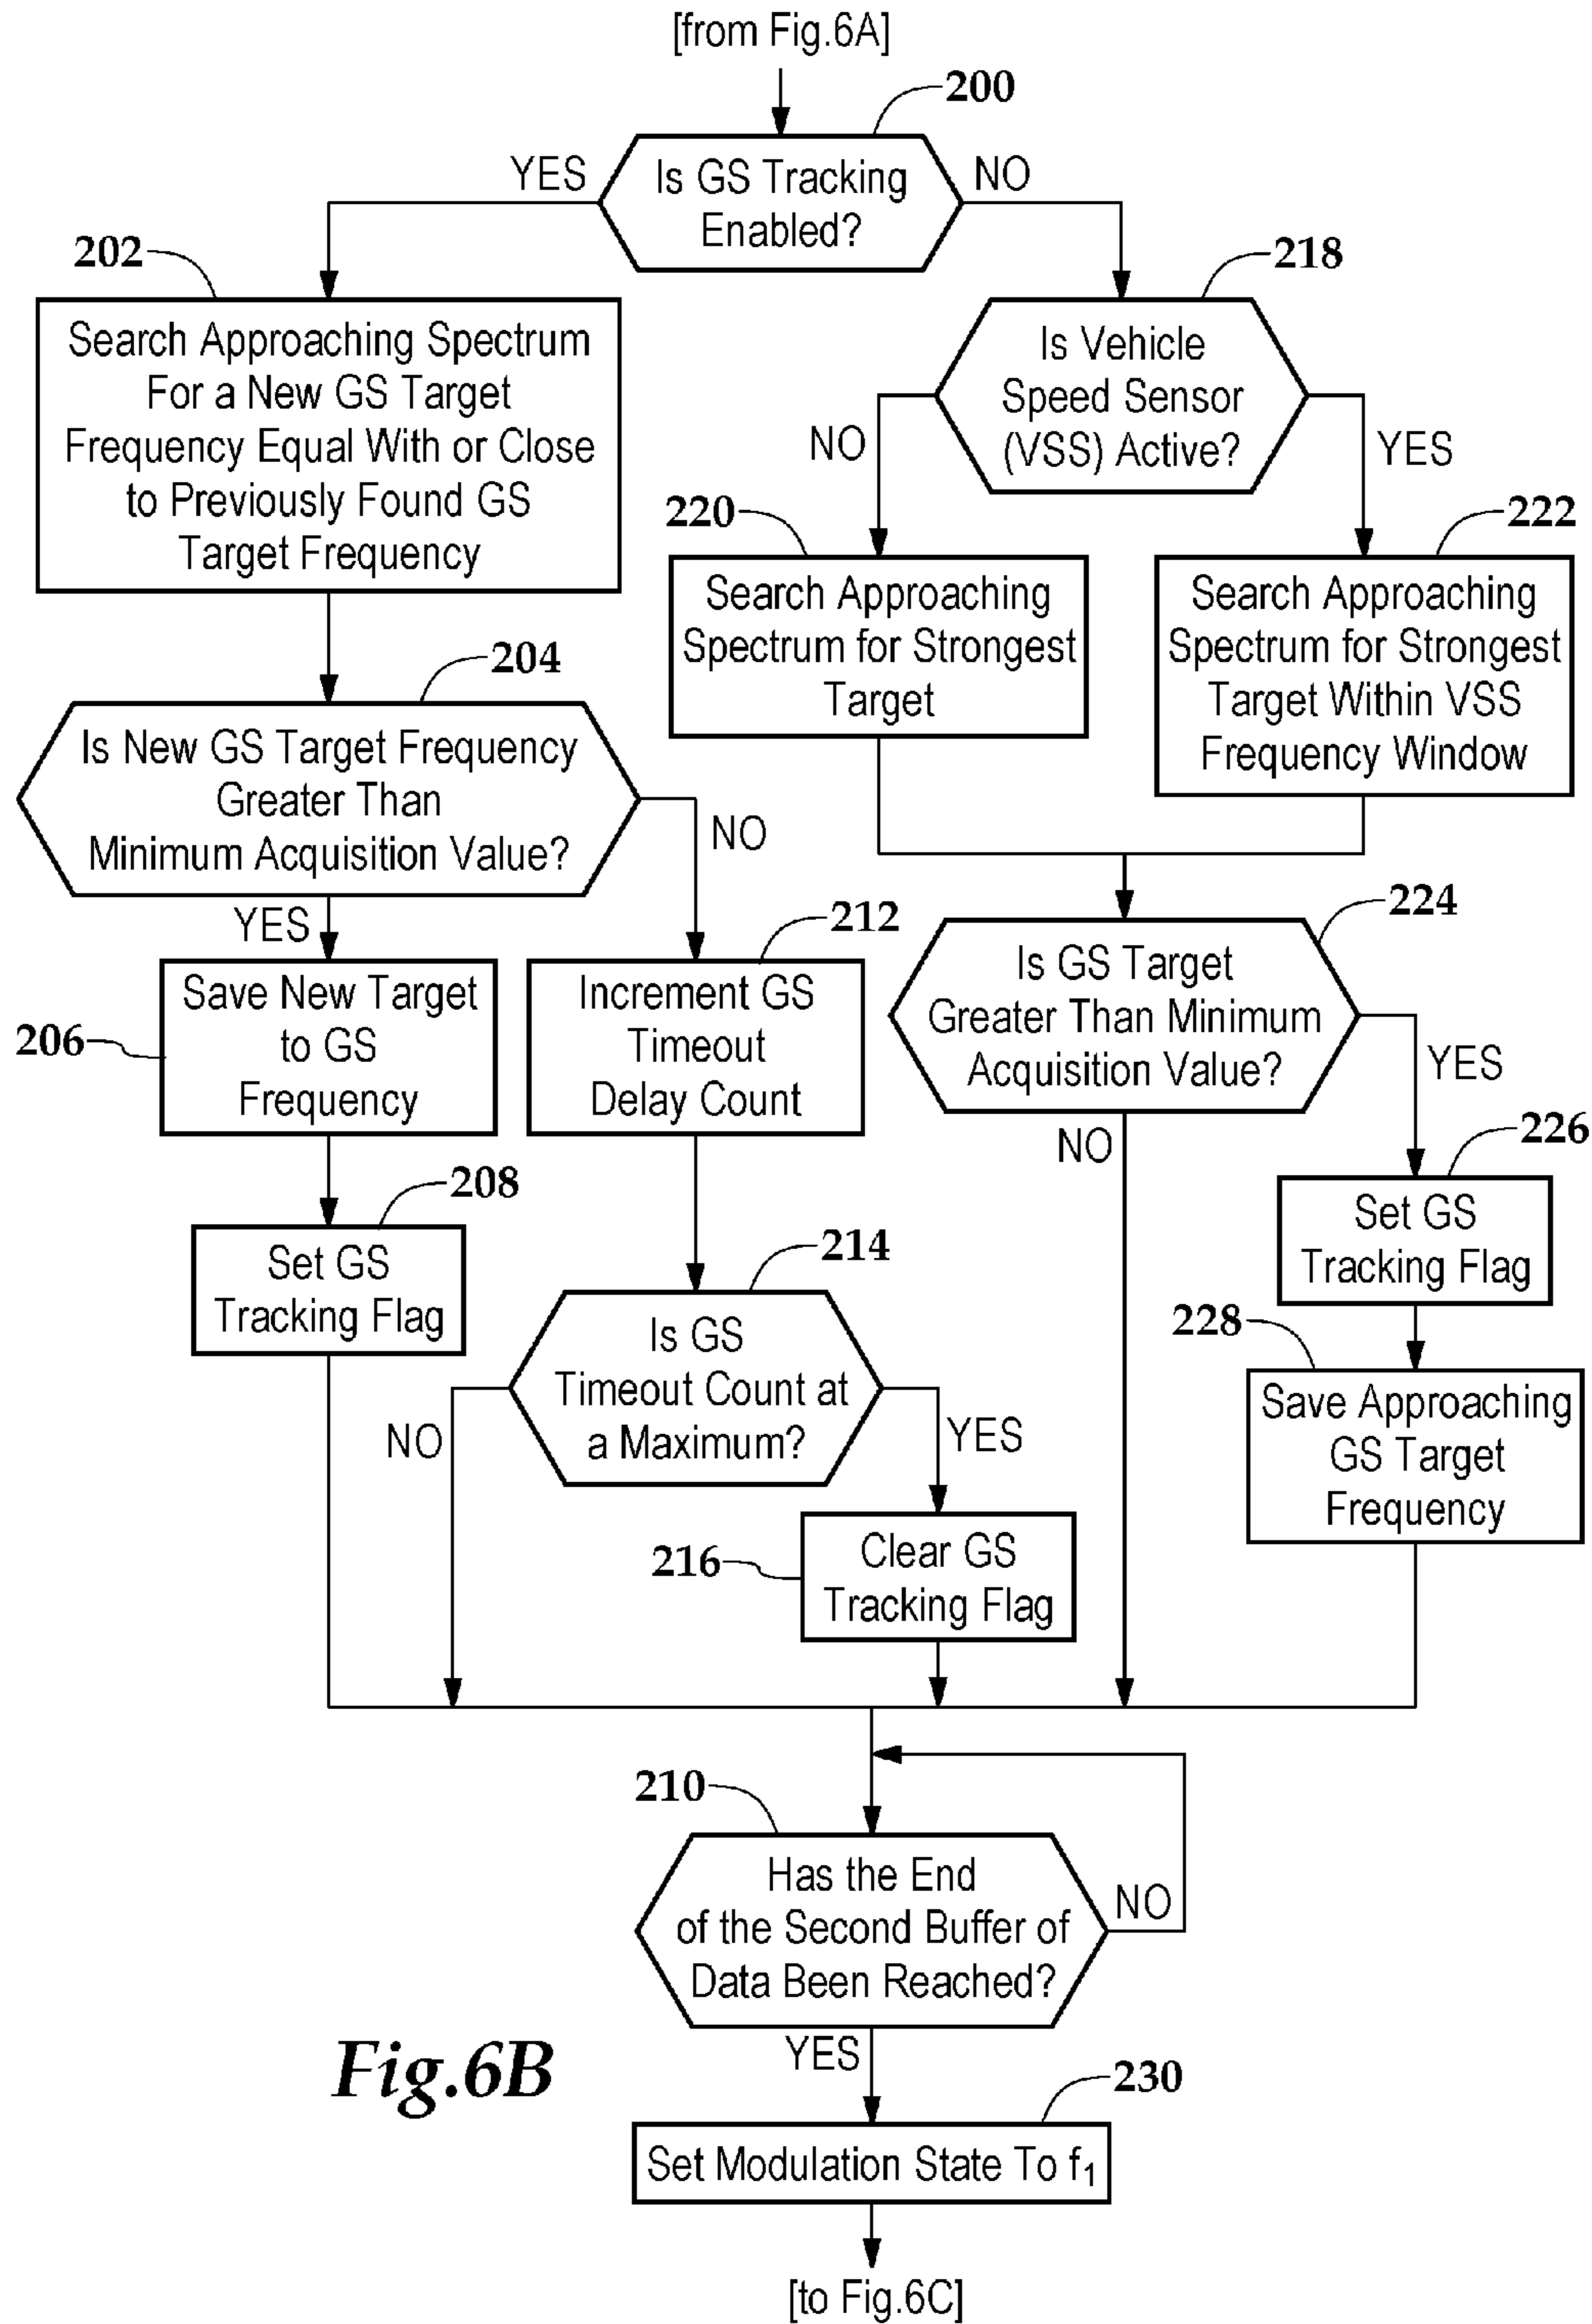 [from Fig.6A]
200
YES
Is GS Tracking
Enabled?
NO
202
218
Search Approaching Spectrum
For a New GS Target
Frequency Equal With or Close
to Previously Found GS
Target Frequency
Is Vehicle
Speed Sensor
(VSS) Active?
NO
YES
220
222
Search Approaching
Spectrum for Strongest
Target
Search Approaching
Spectrum for Strongest
Target Within VSS
Frequency Window
204
Is New GS Target Frequency
Greater Than
Minimum Acquisition Value?
NO
YES
212
224
206
Save New Target
to GS
Frequency
Increment GS
Timeout
Delay Count
Is GS Target
Greater Than Minimum
Acquisition Value?
YES
NO
226
208
Set GS
Tracking Flag
214
Set GS
Tracking Flag
Is GS
Timeout Count at
a Maximum?
NO
YES
228
Save Approaching
GS Target
Frequency
216
Clear GS
Tracking Flag
210
Has the End
of the Second Buffer of
Data Been Reached?
NO
YES
Fig.6B
230
Set Modulation State To f₁
[to Fig.6C]